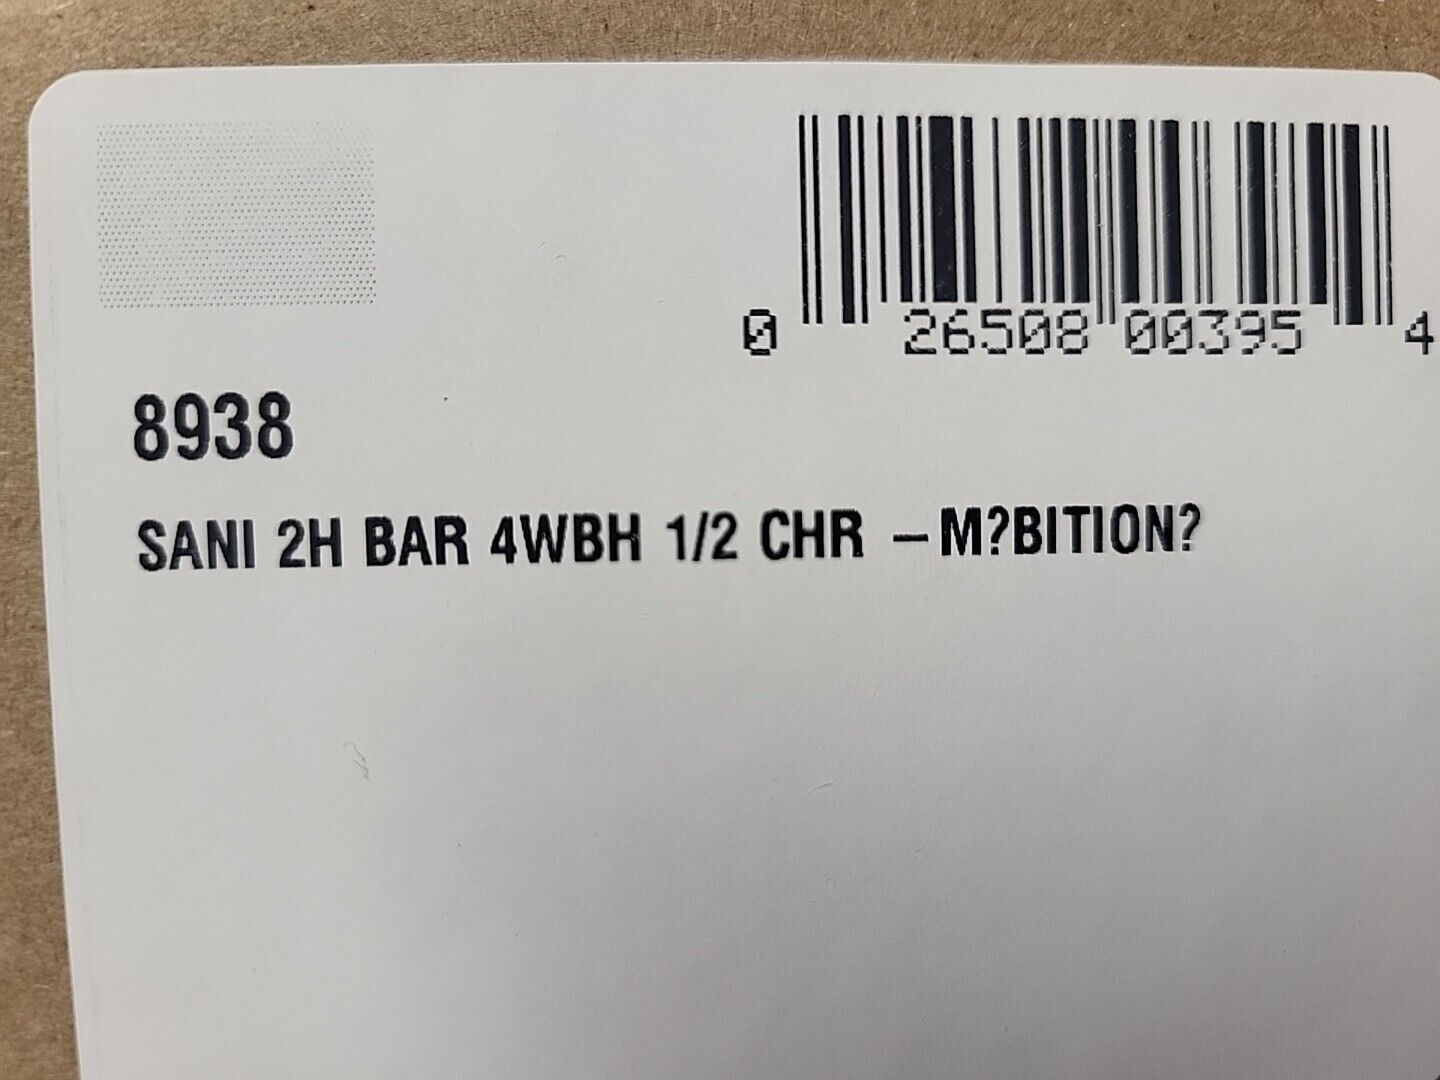 0 26508 00395 4
8938
SANI 2H BAR 4WBH 1/2 CHR –M?BITION?